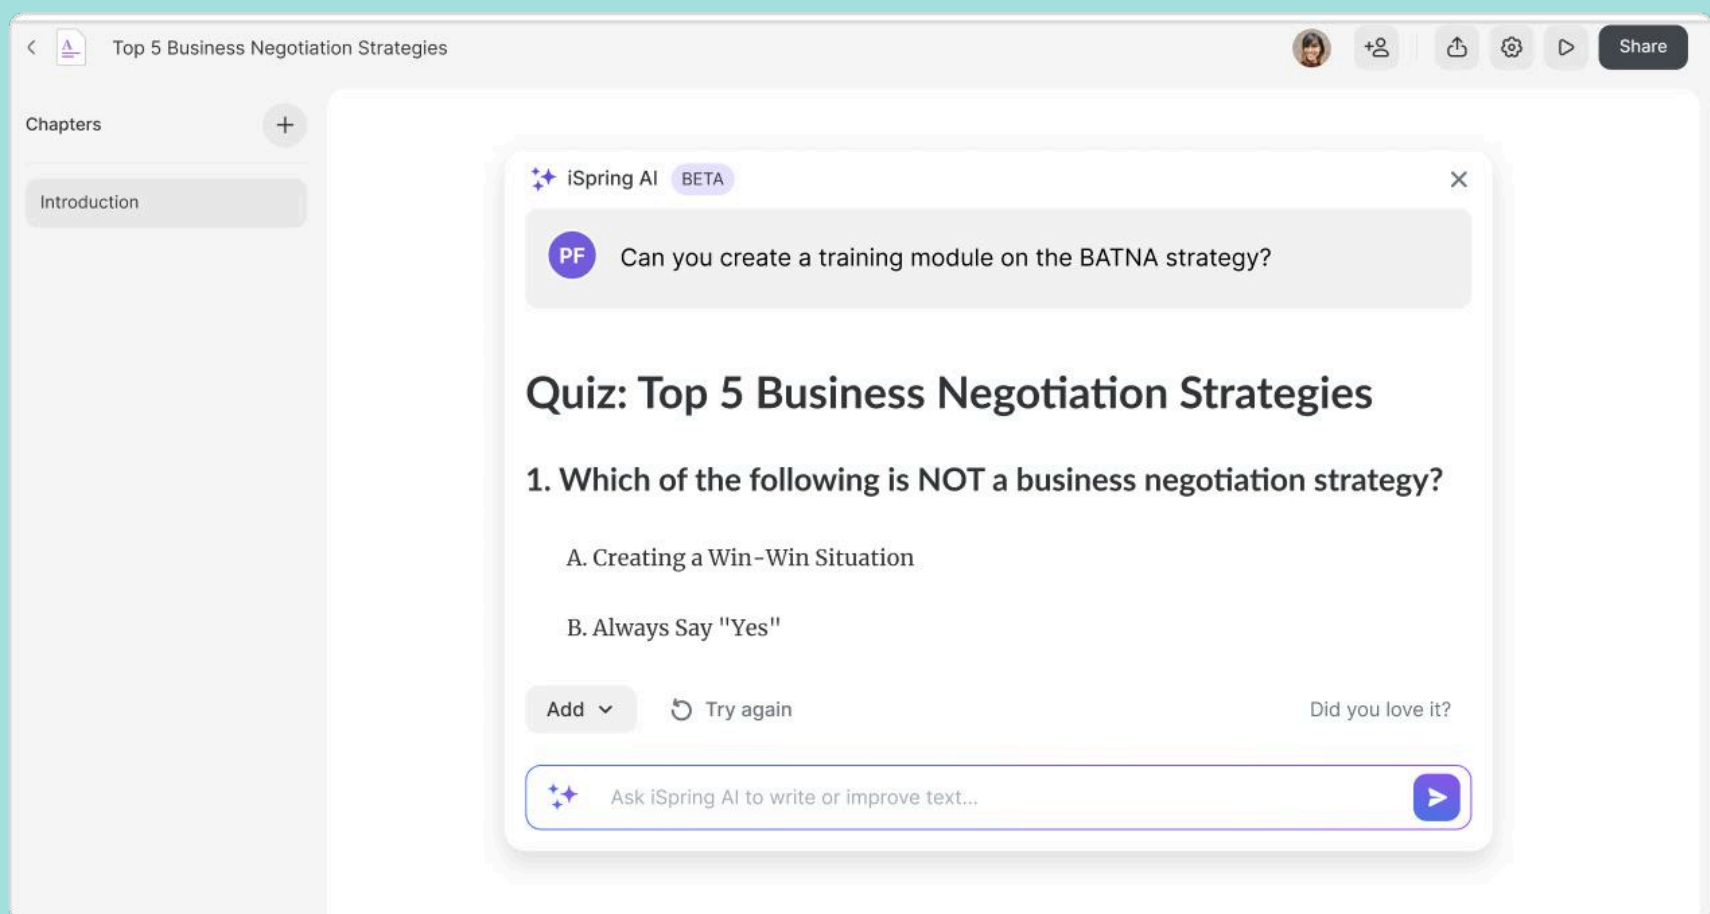 Top 5 Business Negotiation Strategies
Share
Chapters
Introduction
iSpring AI BETA
PF Can you create a training module on the BATNA strategy?
Quiz: Top 5 Business Negotiation Strategies
1. Which of the following is NOT a business negotiation strategy?
A. Creating a Win-Win Situation
B. Always Say "Yes"
Add Try again Did you love it?
Ask iSpring AI to write or improve text...